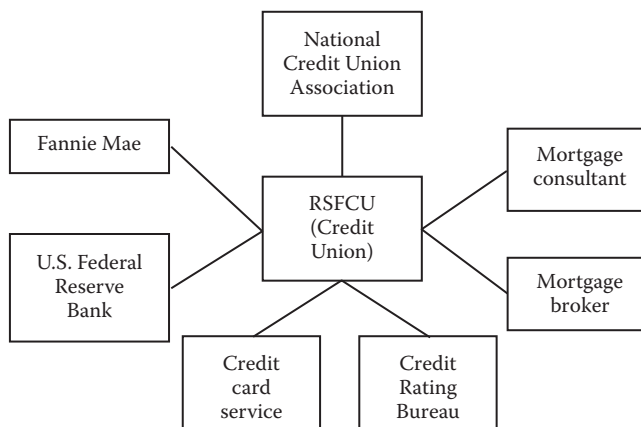 National
Credit Union
Association
Fannie Mae
Mortgage
consultant
RSFCU
(Credit
Union)
U.S. Federal
Reserve
Bank
Mortgage
broker
Credit
card
service
Credit
Rating
Bureau